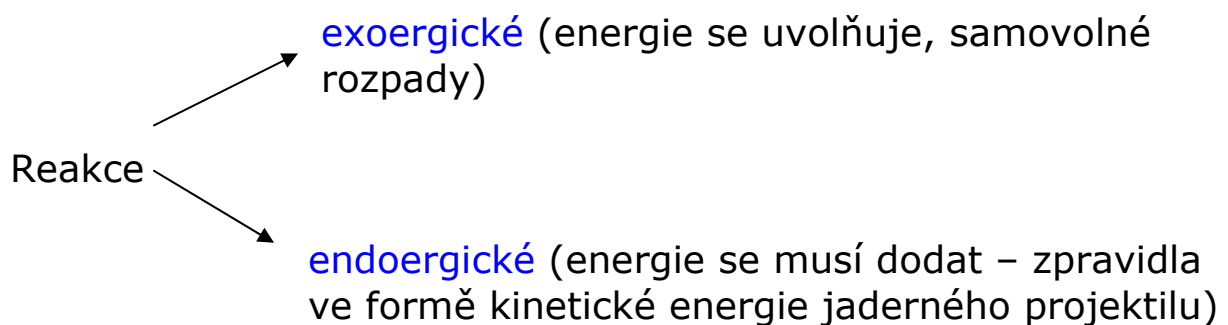 exoergické (energie se uvolňuje, samovolné
rozpady)
Reakce
endoergické (energie se musí dodat – zpravidla
ve formě kinetické energie jaderného projektilu)